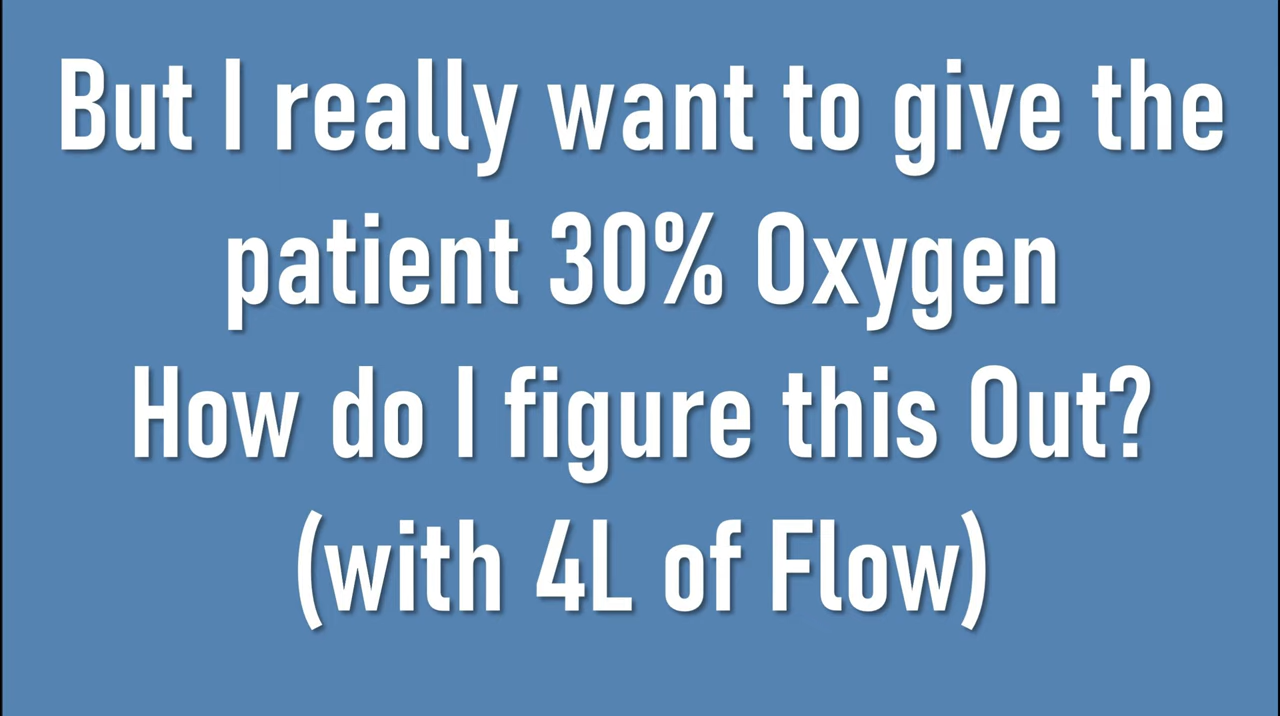 But I really want to give the
patient 30% Oxygen
How do I figure this Out?
(with 4L of Flow)